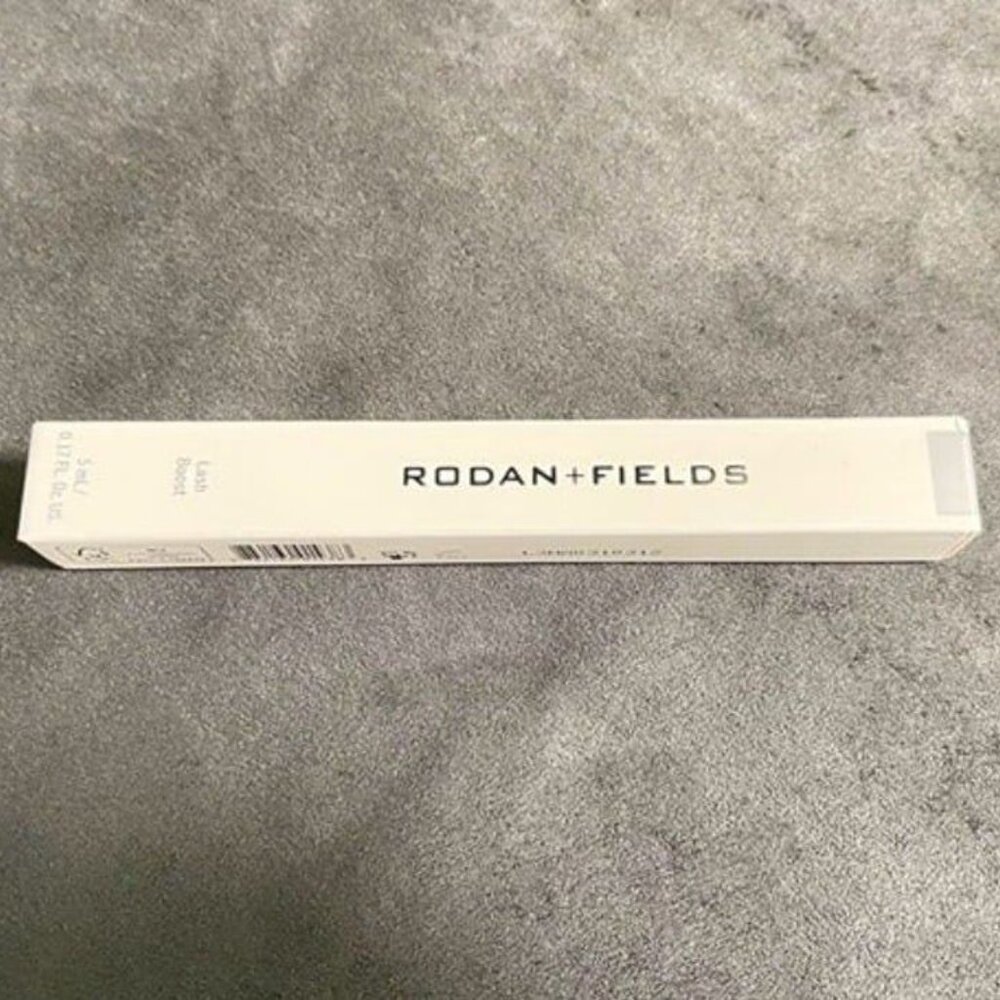 RODAN+FIELDS
Lash
Boost
5 mL/
0.17 FL. Oz. US.